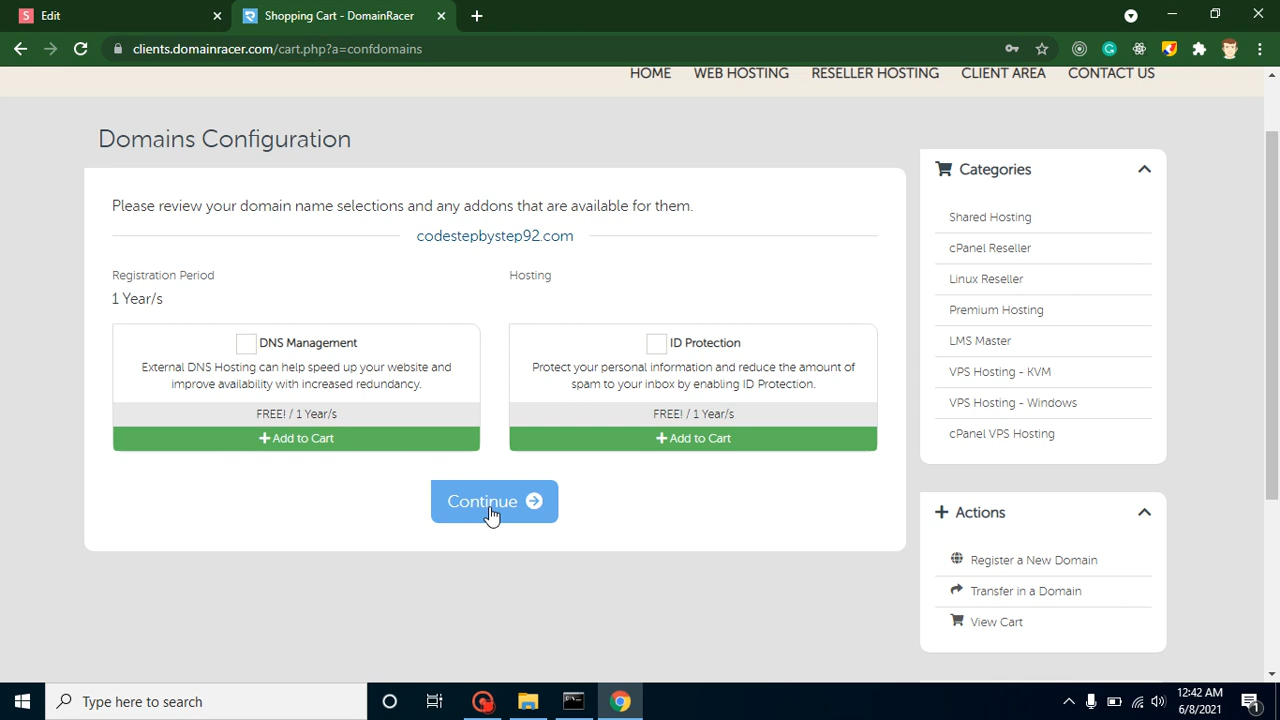 Edit
Shopping Cart - DomainRacer
clients.domainracer.com/cart.php?a=confdomains
HOME WEB HOSTING RESELLER HOSTING CLIENT AREA CONTACT US
Domains Configuration
Please review your domain name selections and any addons that are available for them.
codestepbystep92.com
Registration Period
1 Year/s
Hosting
DNS Management
External DNS Hosting can help speed up your website and
improve availability with increased redundancy.
FREE! / 1 Year/s
Add to Cart
ID Protection
Protect your personal information and reduce the amount of
spam to your inbox by enabling ID Protection.
FREE! / 1 Year/s
Add to Cart
Continue
Categories
Shared Hosting
cPanel Reseller
Linux Reseller
Premium Hosting
LMS Master
VPS Hosting - KVM
VPS Hosting - Windows
cPanel VPS Hosting
Actions
Register a New Domain
Transfer in a Domain
View Cart
Type here to search
12:42 AM
6/8/2021
1